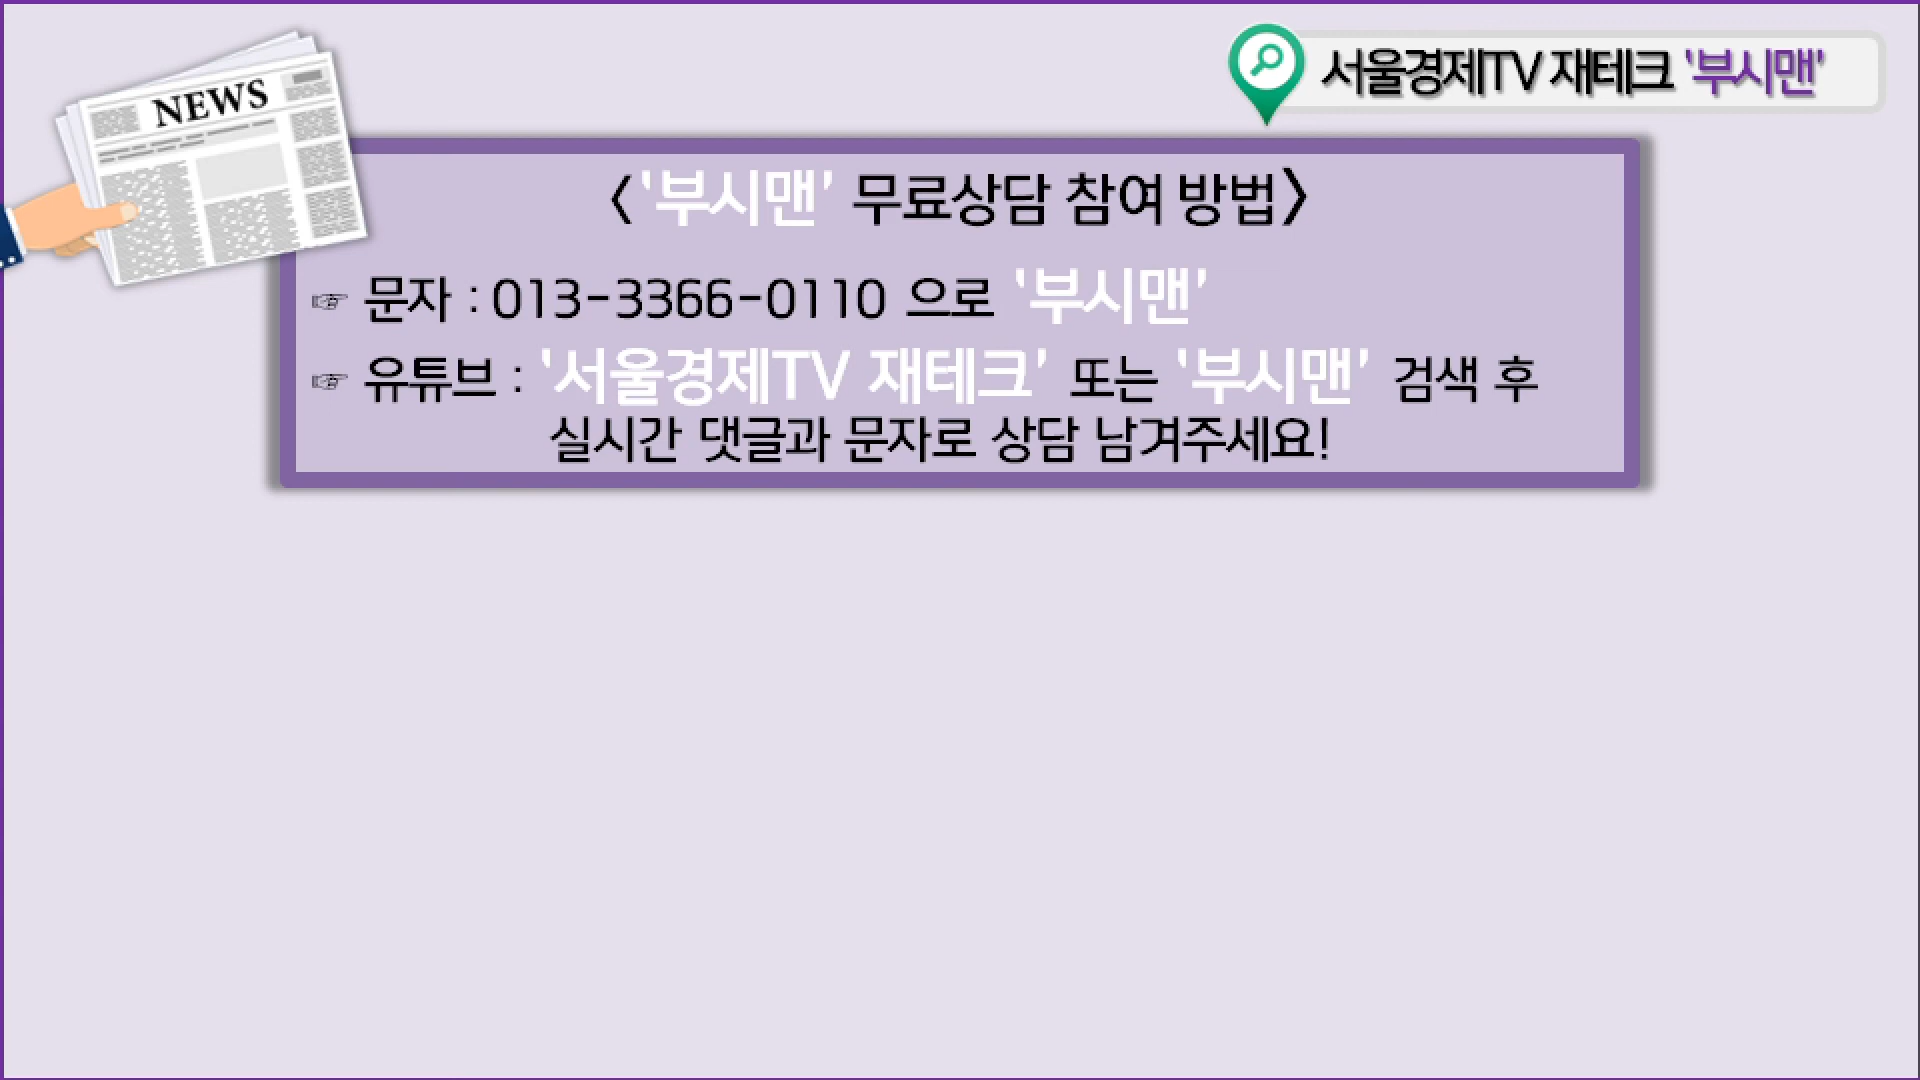 NEWS
서울경제TV 재테크 '부시맨'
<'부시맨' 무료상담 참여 방법>
☞ 문자 : 013-3366-0110 으로 '부시맨'
☞ 유튜브 : '서울경제TV 재테크' 또는 '부시맨' 검색 후
실시간 댓글과 문자로 상담 남겨주세요!